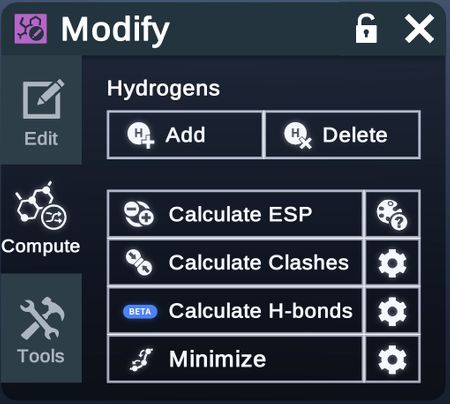 Modify
Edit
Compute
Tools
Hydrogens
H Add
H Delete
Calculate ESP
?
Calculate Clashes
BETA Calculate H-bonds
Minimize